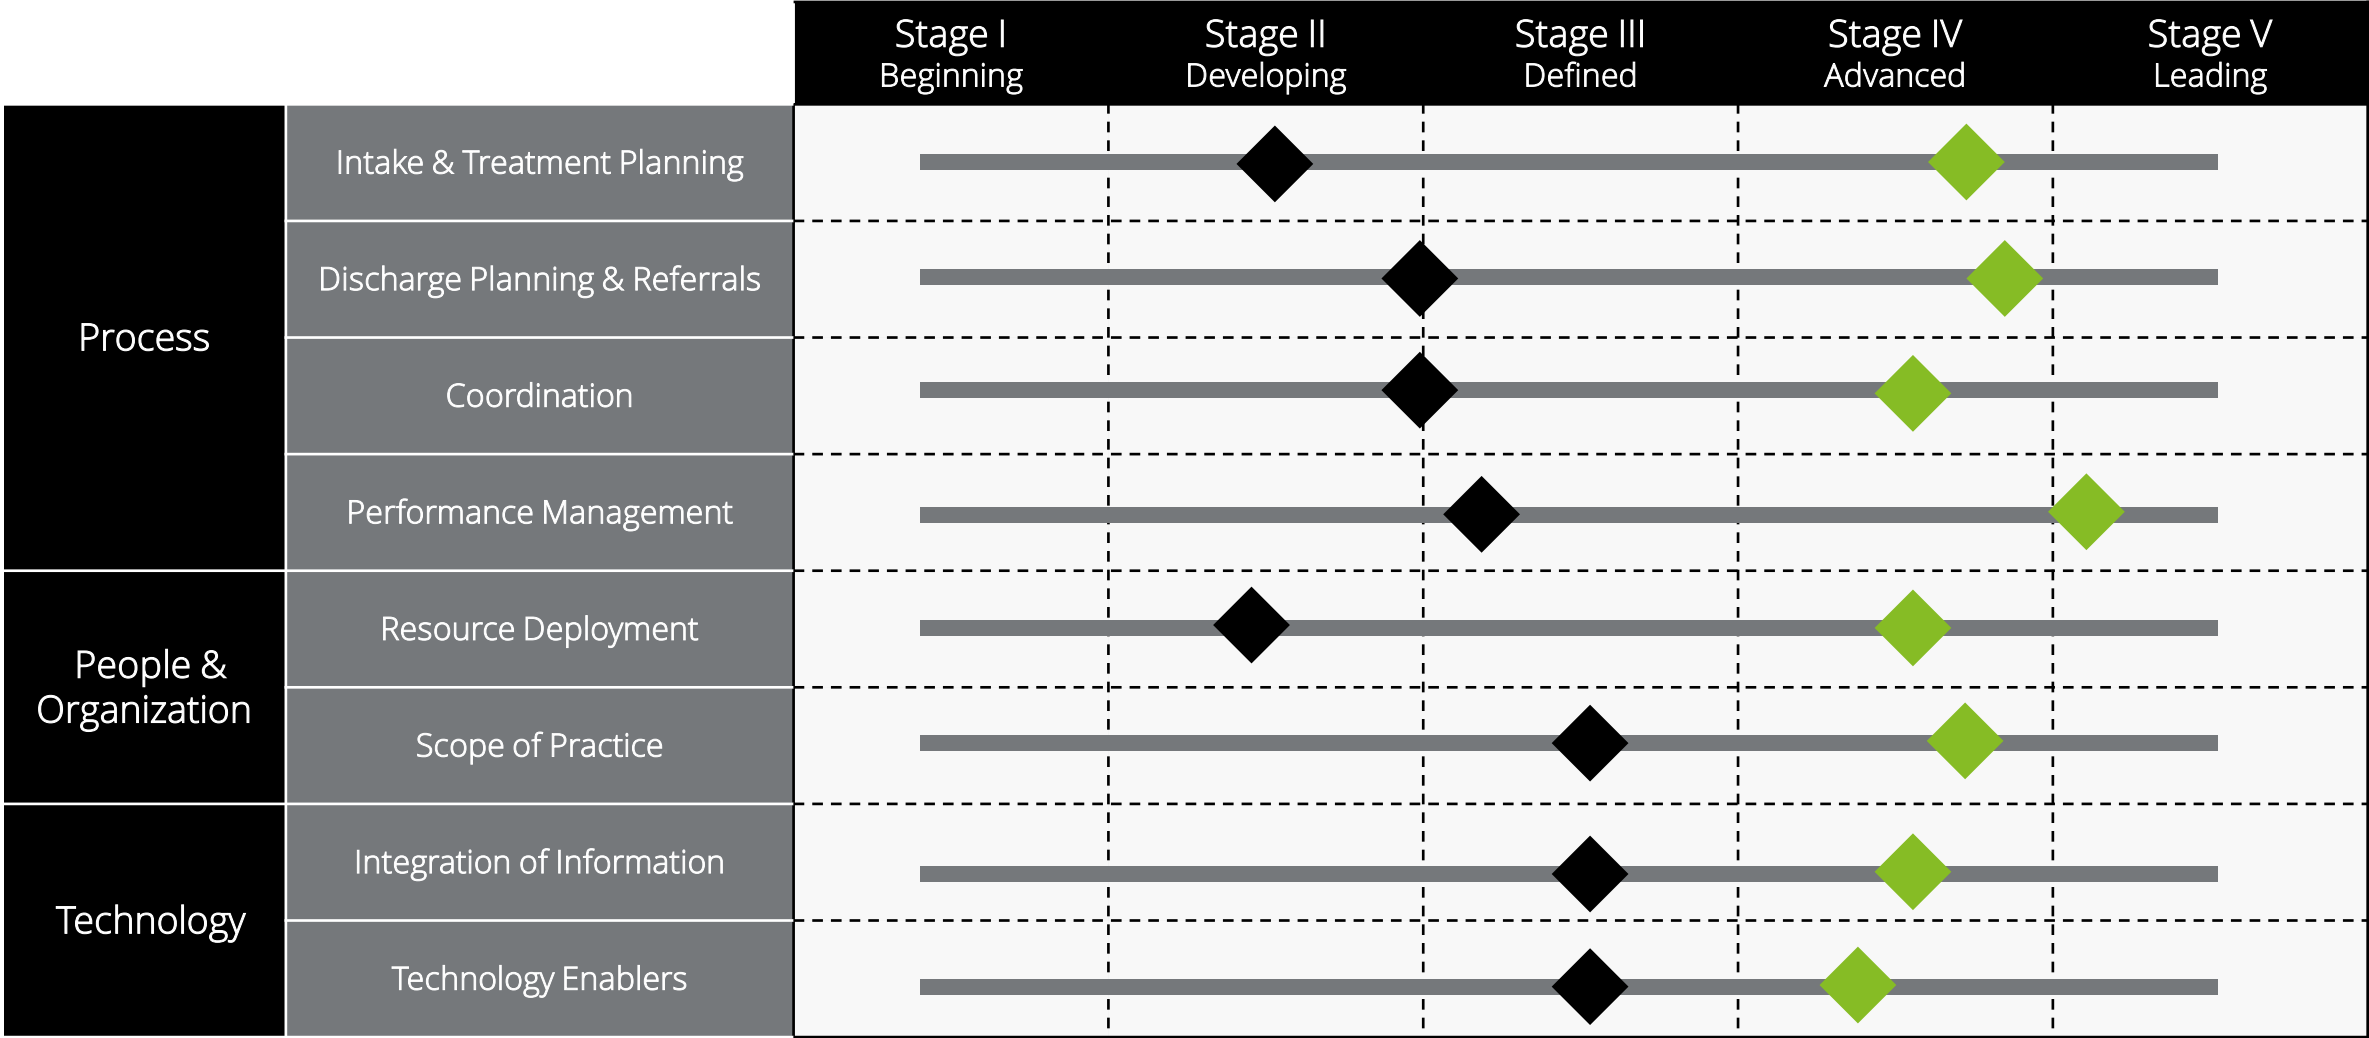 Stage I
Beginning
Stage II
Developing
Stage III
Defined
Stage IV
Advanced
Stage V
Leading
Process
Intake & Treatment Planning
Discharge Planning & Referrals
Coordination
Performance Management
People &
Organization
Resource Deployment
Scope of Practice
Technology
Integration of Information
Technology Enablers